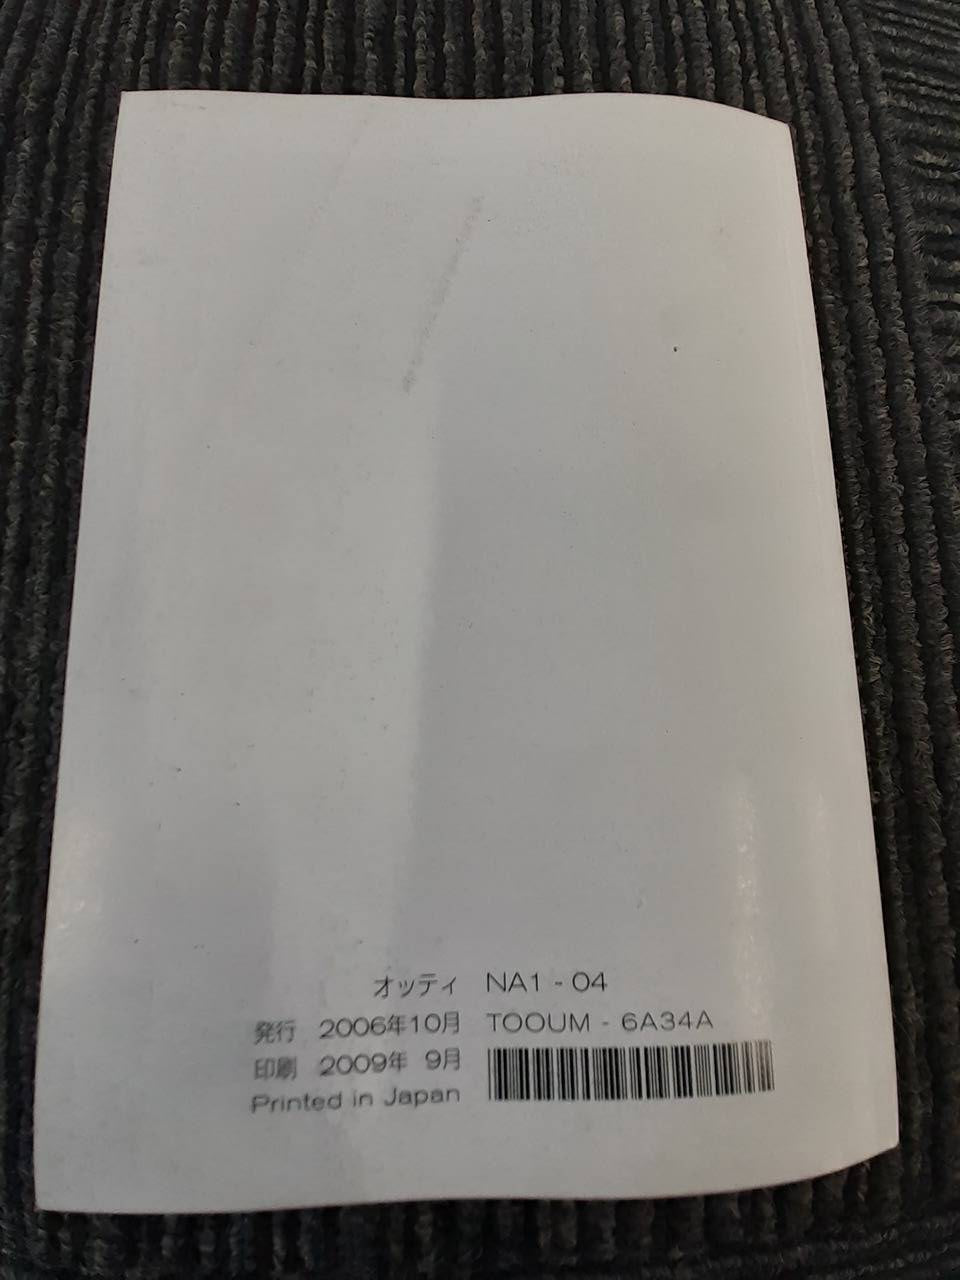 オッティ NA1 - 04
発行 2006年10月 TOOUM - 6A34A
印刷 2009年 9月
Printed in Japan